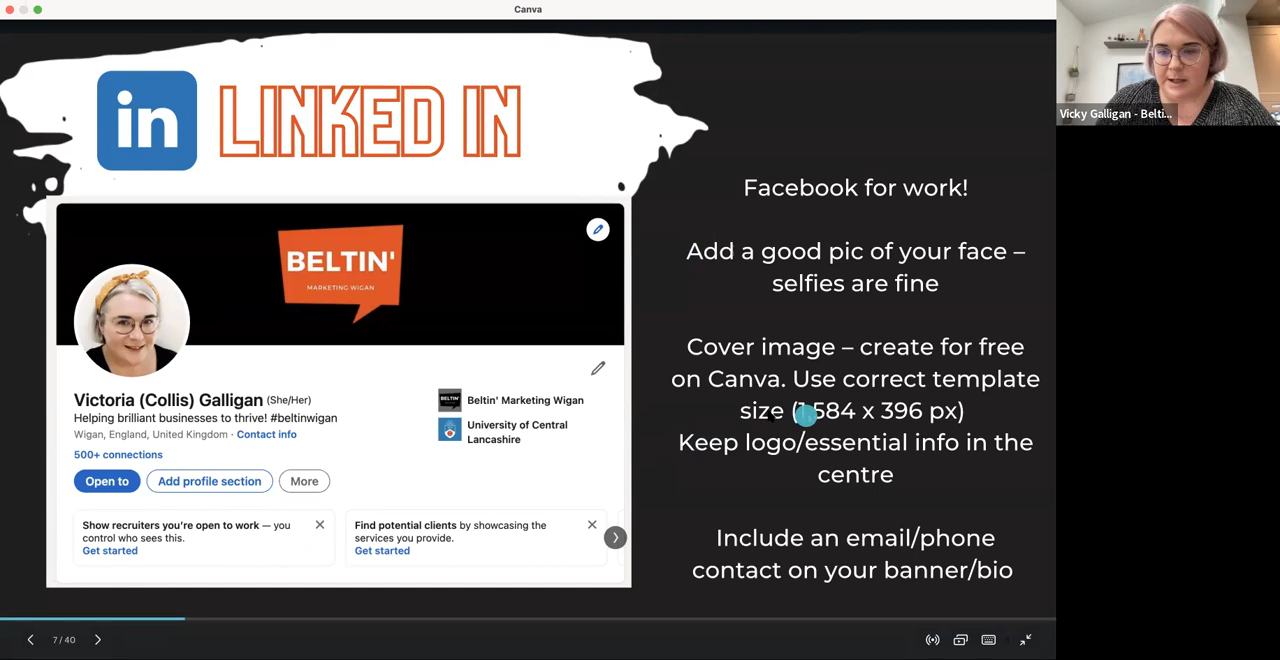 Canva
in LINKED IN
Vicky Galligan - Belti...
Facebook for work!
Add a good pic of your face –
selfies are fine
Cover image – create for free
on Canva. Use correct template
size (1,584 x 396 px)
Keep logo/essential info in the
centre
Include an email/phone
contact on your banner/bio
BELTIN'
MARKETING WIGAN
Victoria (Collis) Galligan (She/Her)
Helping brilliant businesses to thrive! #beltinwigan
Wigan, England, United Kingdom · Contact info
500+ connections
Beltin' Marketing Wigan
University of Central
Lancashire
Open to
Add profile section
More
Show recruiters you're open to work — you
control who sees this.
Get started
Find potential clients by showcasing the
services you provide.
Get started
7 / 40